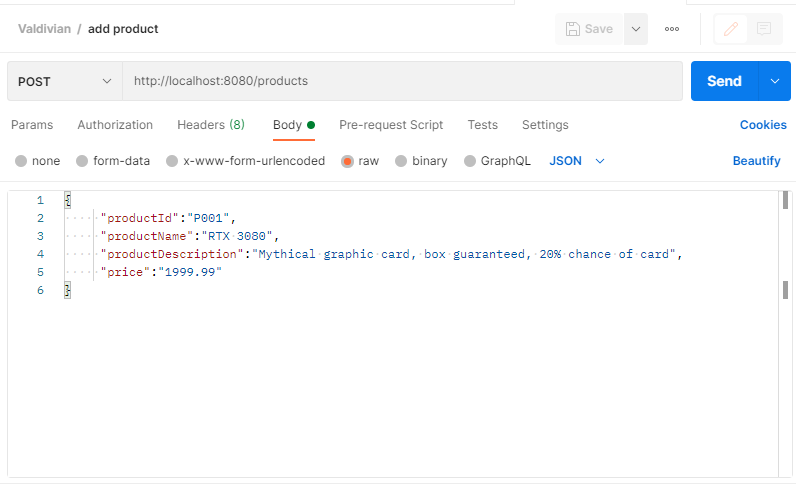 Valdivian / add product
Save
POST http://localhost:8080/products Send
Params Authorization Headers (8) Body Pre-request Script Tests Settings Cookies
none form-data x-www-form-urlencoded raw binary GraphQL JSON Beautify
1 {
2 "productId":"P001",
3 "productName":"RTX 3080",
4 "productDescription":"Mythical graphic card, box guaranteed, 20% chance of card",
5 "price":"1999.99"
6 }